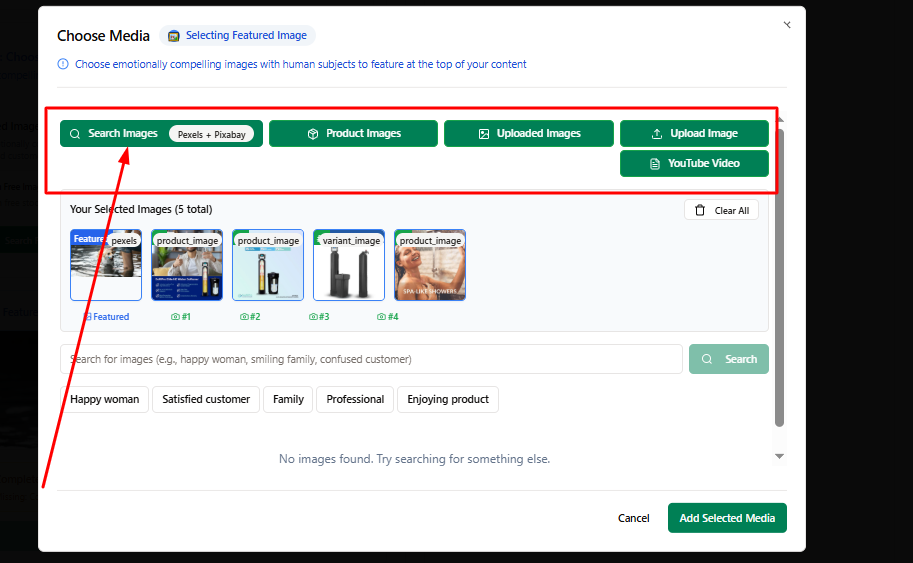 Choose Media Selecting Featured Image
Choose emotionally compelling images with human subjects to feature at the top of your content
Search Images Pexels + Pixabay Product Images Uploaded Images Upload Image
YouTube Video
Your Selected Images (5 total) Clear All
Feature pexels product_image product_image variant_image product_image
SPA-LIKE SHOWERS
Featured #1 #2 #3 #4
Search for images (e.g., happy woman, smiling family, confused customer) Search
Happy woman Satisfied customer Family Professional Enjoying product
No images found. Try searching for something else.
Cancel Add Selected Media